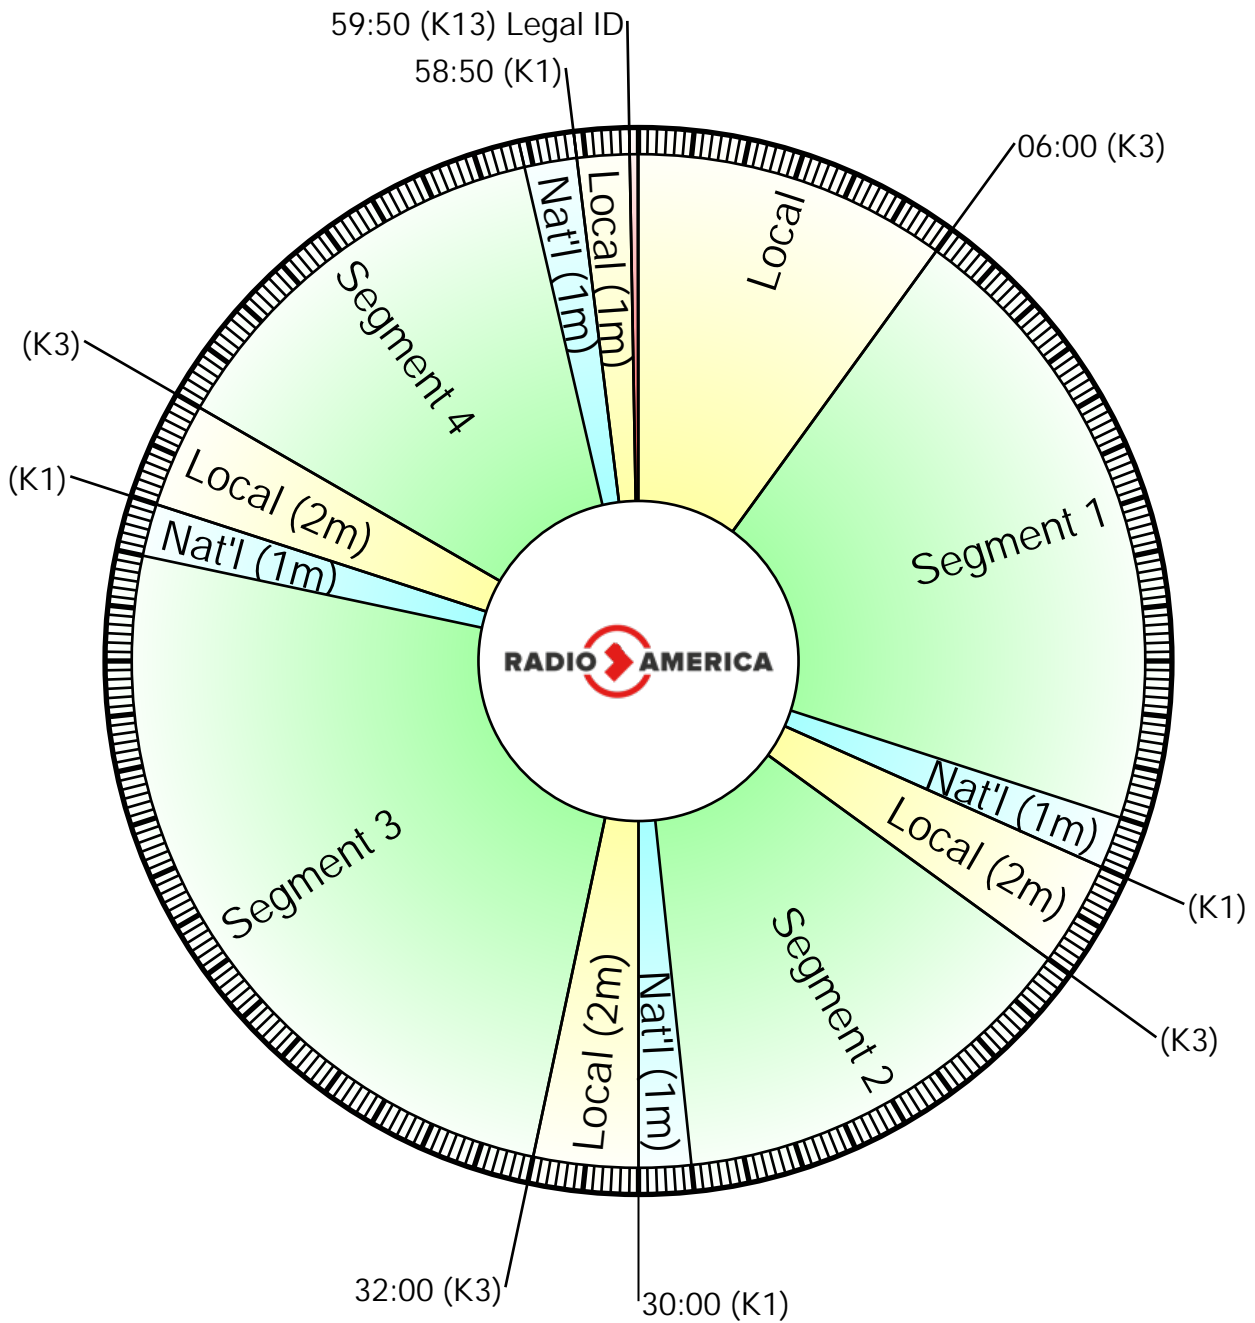 59:50 (K13) Legal ID
58:50 (K1)
06:00 (K3)
Local
Segment 1
Nat'l (1m)
Local (2m)
(K1)
(K3)
Segment 2
Nat'l (1m)
30:00 (K1)
Local (2m)
32:00 (K3)
Segment 3
Nat'l (1m)
(K1)
Local (2m)
(K3)
Segment 4
Nat'l (1m)
Local (1m)
RADIO AMERICA